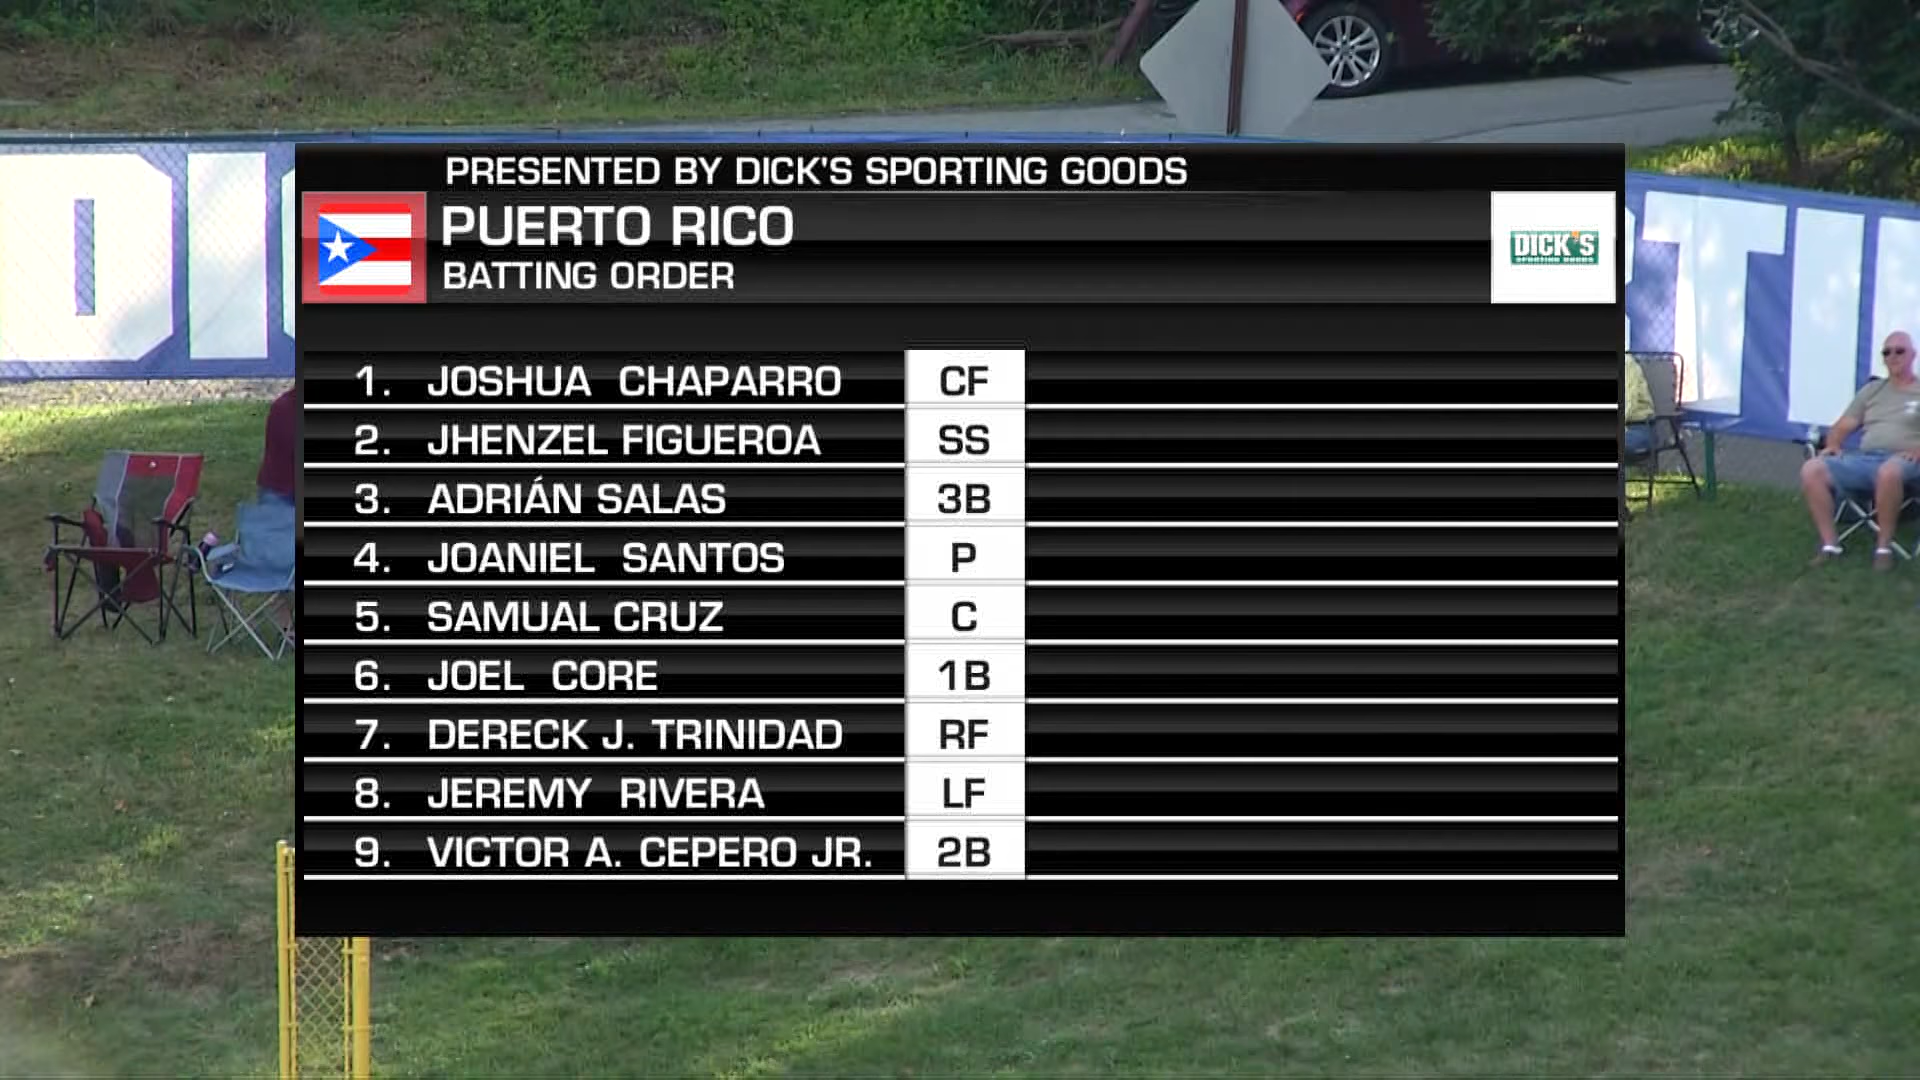 PRESENTED BY DICK'S SPORTING GOODS
PUERTO RICO
BATTING ORDER
DICK'S
SPORTING GOODS
1. JOSHUA CHAPARRO CF
2. JHENZEL FIGUEROA SS
3. ADRIÁN SALAS 3B
4. JOANIEL SANTOS P
5. SAMUAL CRUZ C
6. JOEL CORE 1B
7. DERECK J. TRINIDAD RF
8. JEREMY RIVERA LF
9. VICTOR A. CEPERO JR. 2B